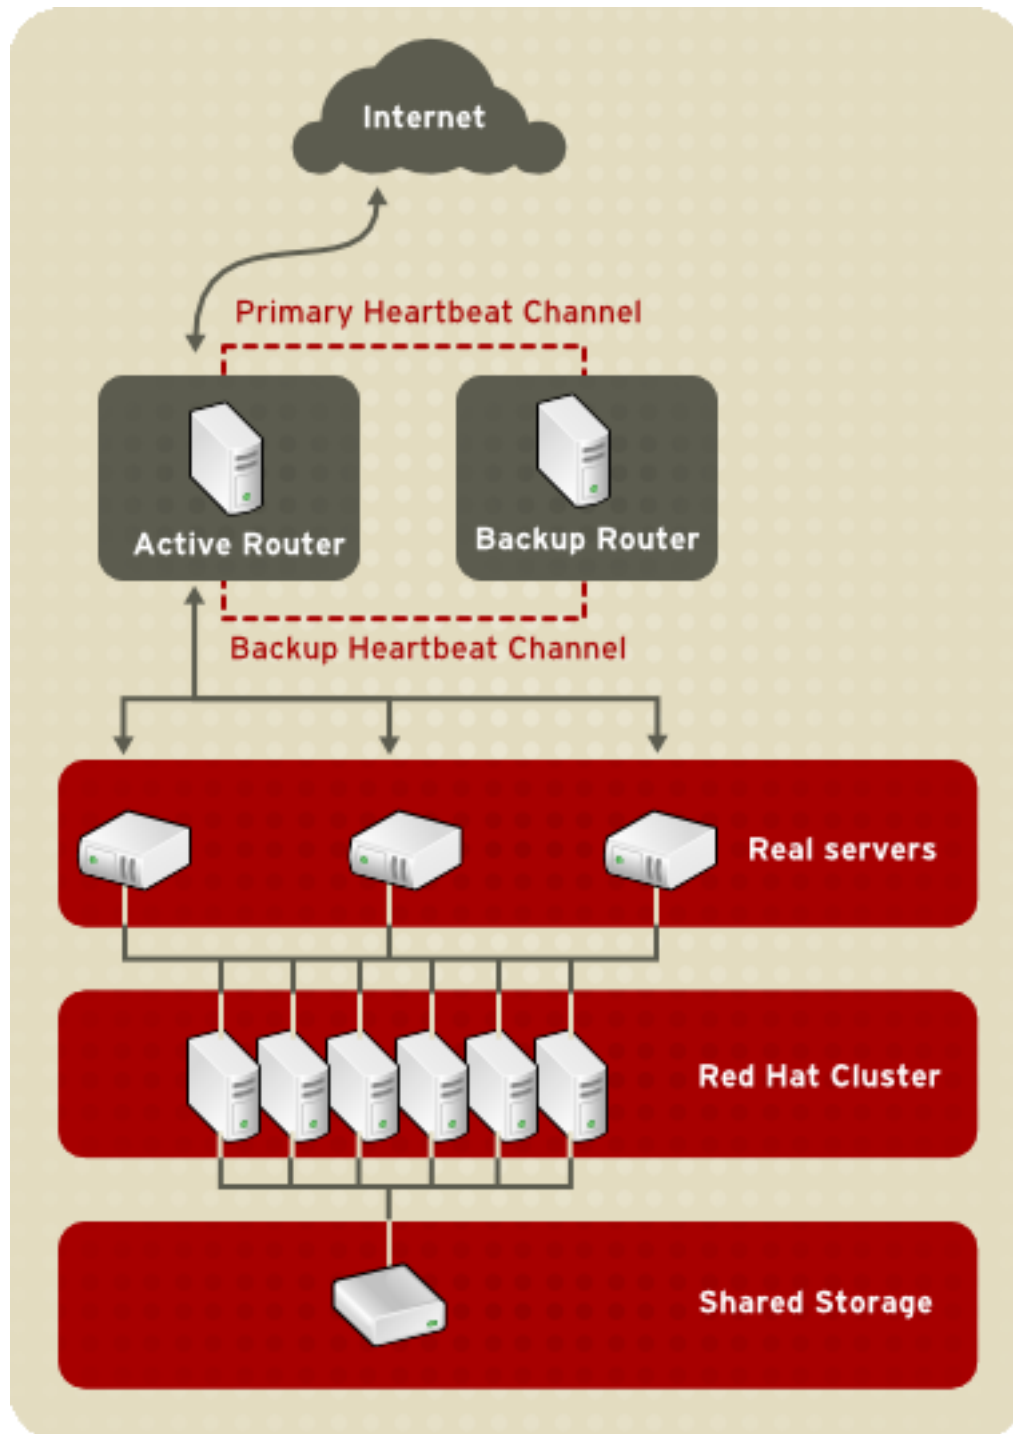 Internet
Primary Heartbeat Channel
Active Router
Backup Router
Backup Heartbeat Channel
Real servers
Red Hat Cluster
Shared Storage